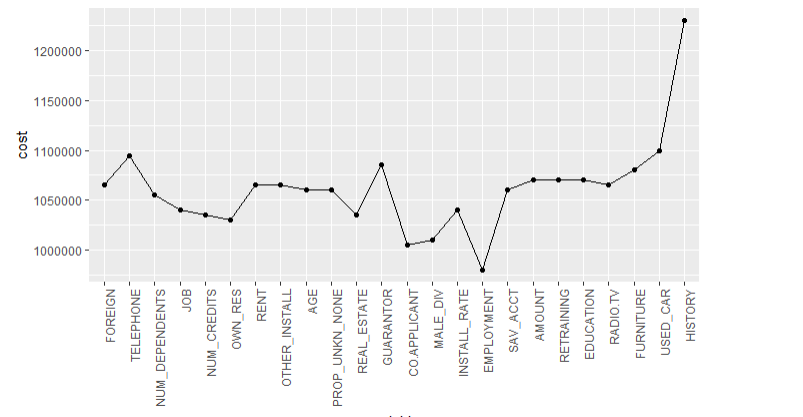 cost
1200000
1150000
1100000
1050000
1000000
FOREIGN
TELEPHONE
NUM_DEPENDENTS
JOB
NUM_CREDITS
OWN_RES
RENT
OTHER_INSTALL
AGE
PROP_UNKN_NONE
REAL_ESTATE
GUARANTOR
CO.APPLICANT
MALE_DIV
INSTALL_RATE
EMPLOYMENT
SAV_ACCT
AMOUNT
RETRAINING
EDUCATION
RADIO.TV
FURNITURE
USED_CAR
HISTORY